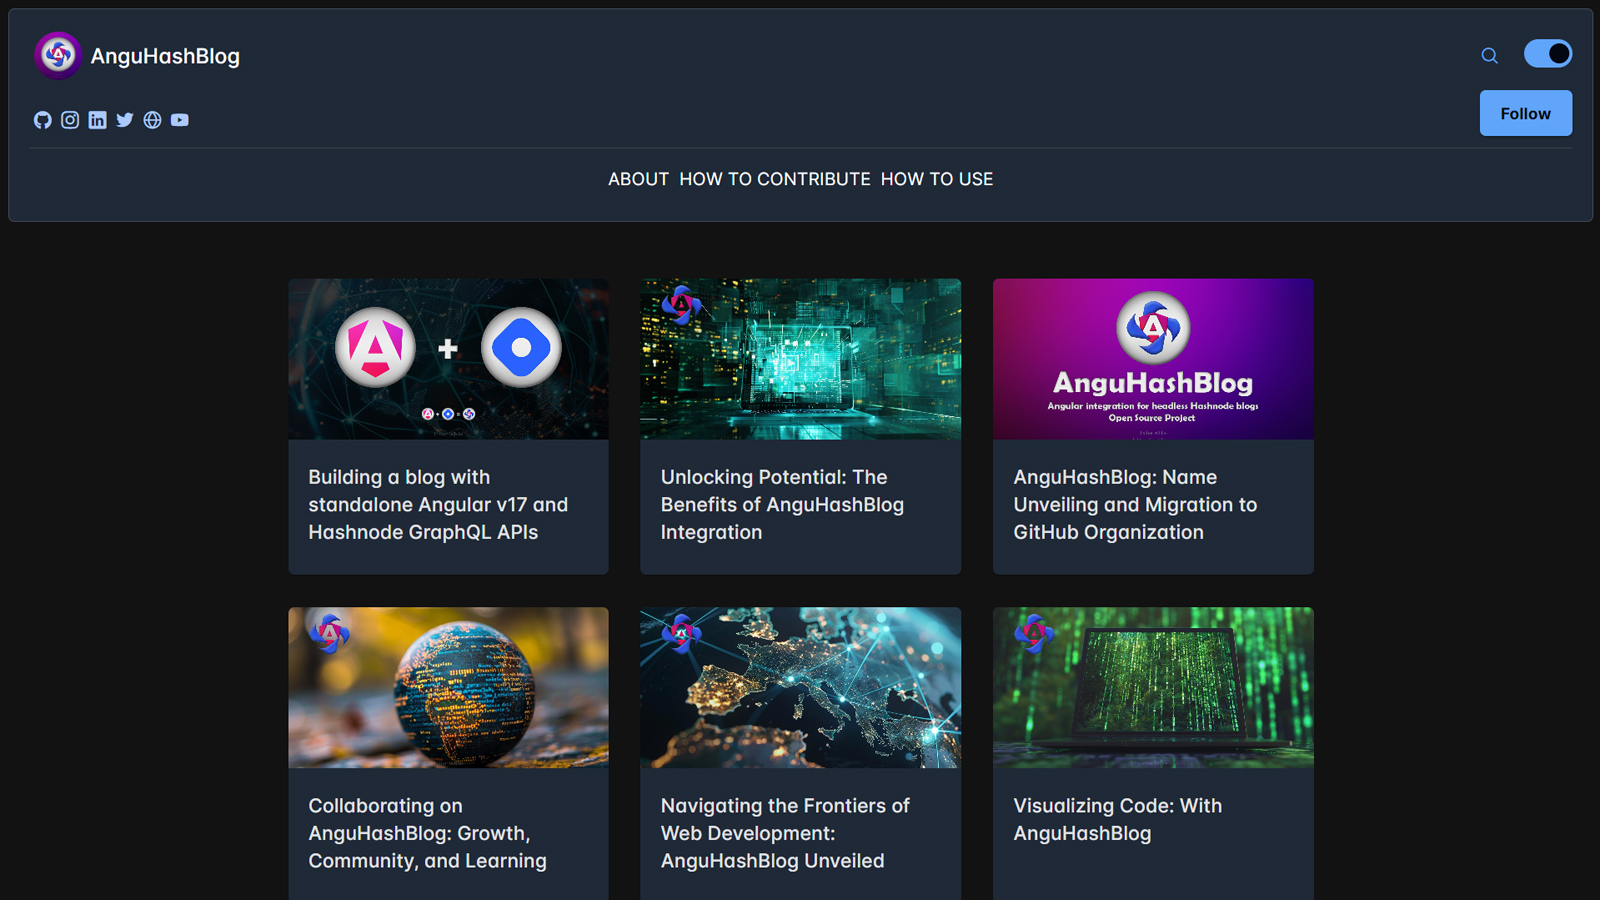 AnguHashBlog
Follow
ABOUT HOW TO CONTRIBUTE HOW TO USE
AnguHashBlog
Angular integration for headless Hashnode blogs
Open Source Project
Building a blog with
standalone Angular v17 and
Hashnode GraphQL APIs
Unlocking Potential: The
Benefits of AnguHashBlog
Integration
AnguHashBlog: Name
Unveiling and Migration to
GitHub Organization
Collaborating on
AnguHashBlog: Growth,
Community, and Learning
Navigating the Frontiers of
Web Development:
AnguHashBlog Unveiled
Visualizing Code: With
AnguHashBlog